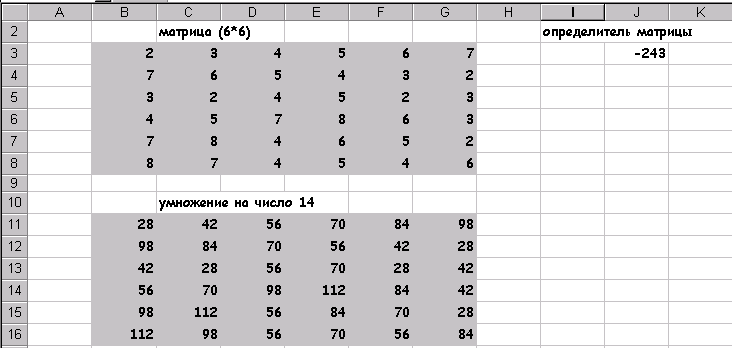 A B C D E F G H I J K
2 матрица (6*6) определитель матрицы
3 2 3 4 5 6 7 -243
4 7 6 5 4 3 2
5 3 2 4 5 2 3
6 4 5 7 8 6 3
7 7 8 4 6 5 2
8 8 7 4 5 4 6
9
10 умножение на число 14
11 28 42 56 70 84 98
12 98 84 70 56 42 28
13 42 28 56 70 28 42
14 56 70 98 112 84 42
15 98 112 56 84 70 28
16 112 98 56 70 56 84